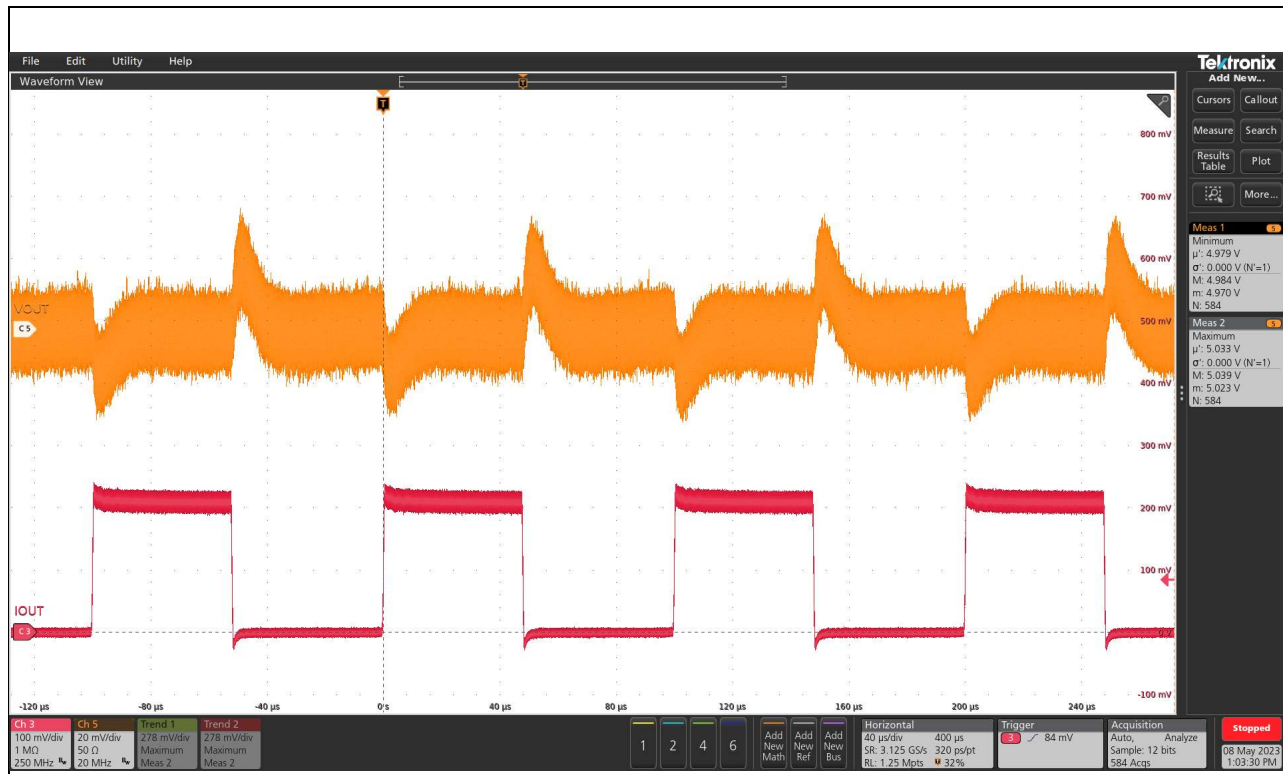 File Edit Utility Help
Tektronix
Waveform View
Add New...
T
T
Cursors Callout
Measure Search
Results Table Plot
More...
800 mV
700 mV
600 mV
500 mV
400 mV
300 mV
200 mV
100 mV
0 V
-100 mV
VOUT
C 5
IOUT
C 3
-120 µs -80 µs -40 µs 0 s 40 µs 80 µs 120 µs 160 µs 200 µs 240 µs
Meas 1 5
Minimum
µ': 4.979 V
σ': 0.000 V (N'=1)
M: 4.984 V
m: 4.970 V
N: 584
Meas 2 5
Maximum
µ': 5.033 V
σ': 0.000 V (N'=1)
M: 5.039 V
m: 5.023 V
N: 584
Ch 3
100 mV/div
1 MΩ
250 MHz Bw
Ch 5
20 mV/div
50 Ω
20 MHz Bw
Trend 1
278 mV/div
Maximum
Meas 2
Trend 2
278 mV/div
Maximum
Meas 2
1 2 4 6
Add New Math
Add New Ref
Add New Bus
Horizontal
40 µs/div 400 µs
SR: 3.125 GS/s 320 ps/pt
RL: 1.25 Mpts 32%
Trigger
3 84 mV
Acquisition
Auto, Analyze
Sample: 12 bits
584 Acqs
Stopped
08 May 2023
1:03:30 PM